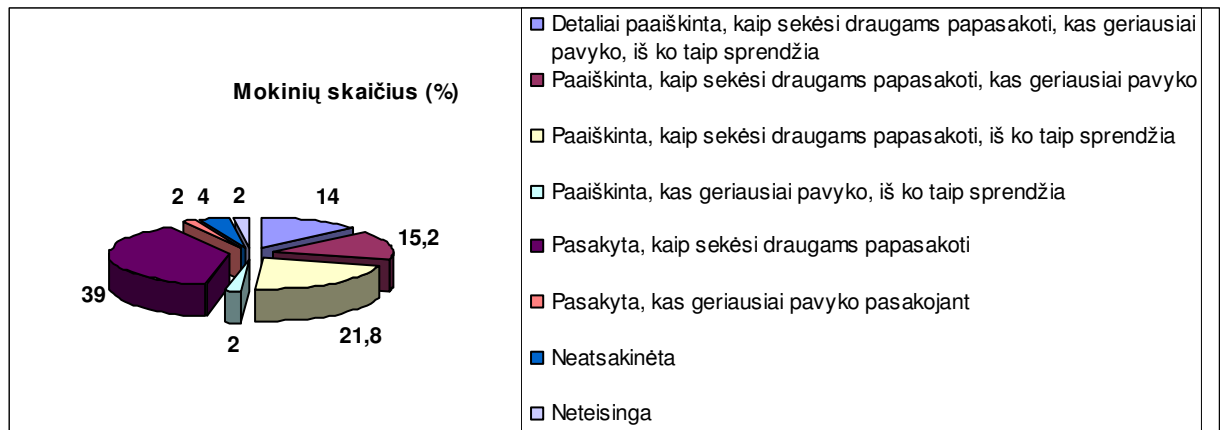 Mokinių skaičius (%)
2
4
2
14
15,2
39
2
21,8
Detaliai paaiškinta, kaip sekėsi draugams papasakoti, kas geriausiai
pavyko, iš ko taip sprendžia
Paaiškinta, kaip sekėsi draugams papasakoti, kas geriausiai pavyko
Paaiškinta, kaip sekėsi draugams papasakoti, iš ko taip sprendžia
Paaiškinta, kas geriausiai pavyko, iš ko taip sprendžia
Pasakyta, kaip sekėsi draugams papasakoti
Pasakyta, kas geriausiai pavyko pasakojant
Neatsakinėta
Neteisinga